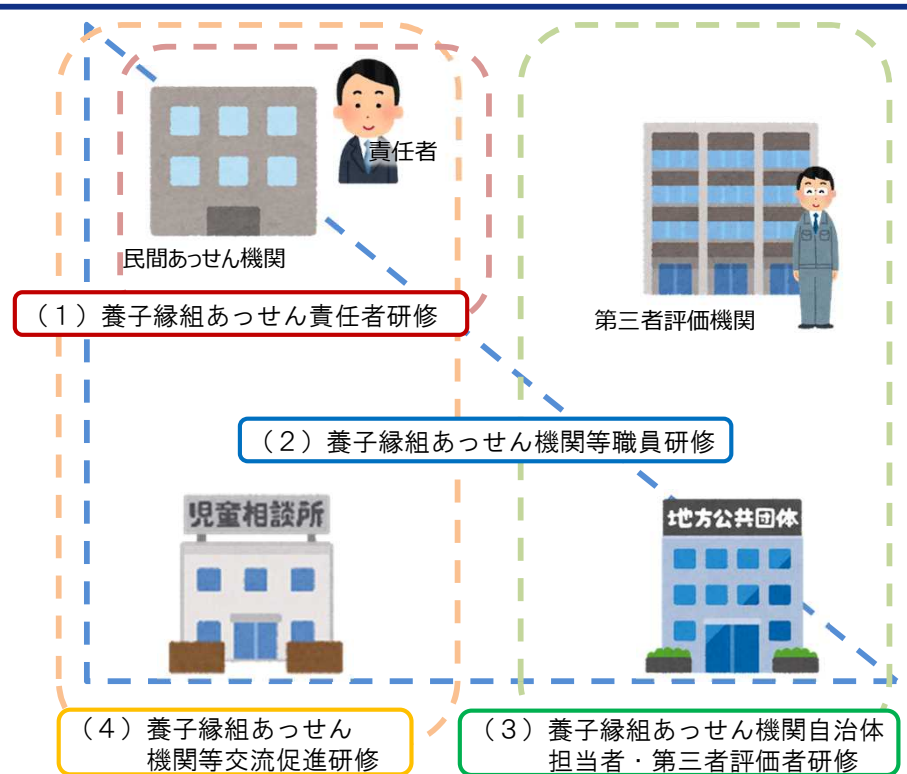 責任者
民間あっせん機関
(1)養子縁組あっせん責任者研修
第三者評価機関
(2)養子縁組あっせん機関等職員研修
児童相談所
地方公共団体
(4)養子縁組あっせん
機関等交流促進研修
(3)養子縁組あっせん機関自治体
担当者・第三者評価者研修